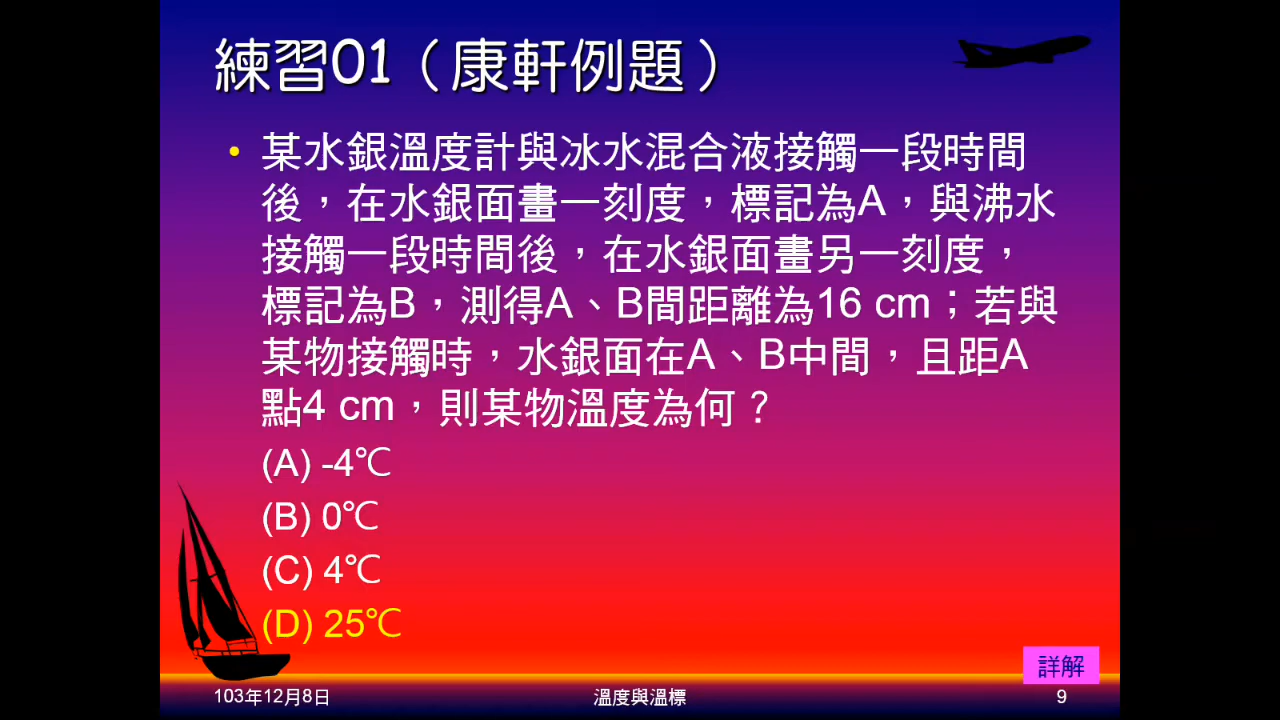 練習01（康軒例題）
• 某水銀溫度計與冰水混合液接觸一段時間
後，在水銀面畫一刻度，標記為A，與沸水
接觸一段時間後，在水銀面畫另一刻度，
標記為B，測得A、B間距離為16 cm；若與
某物接觸時，水銀面在A、B中間，且距A
點4 cm，則某物溫度為何？
(A) -4℃
(B) 0℃
(C) 4℃
(D) 25℃
詳解
103年12月8日 溫度與溫標 9